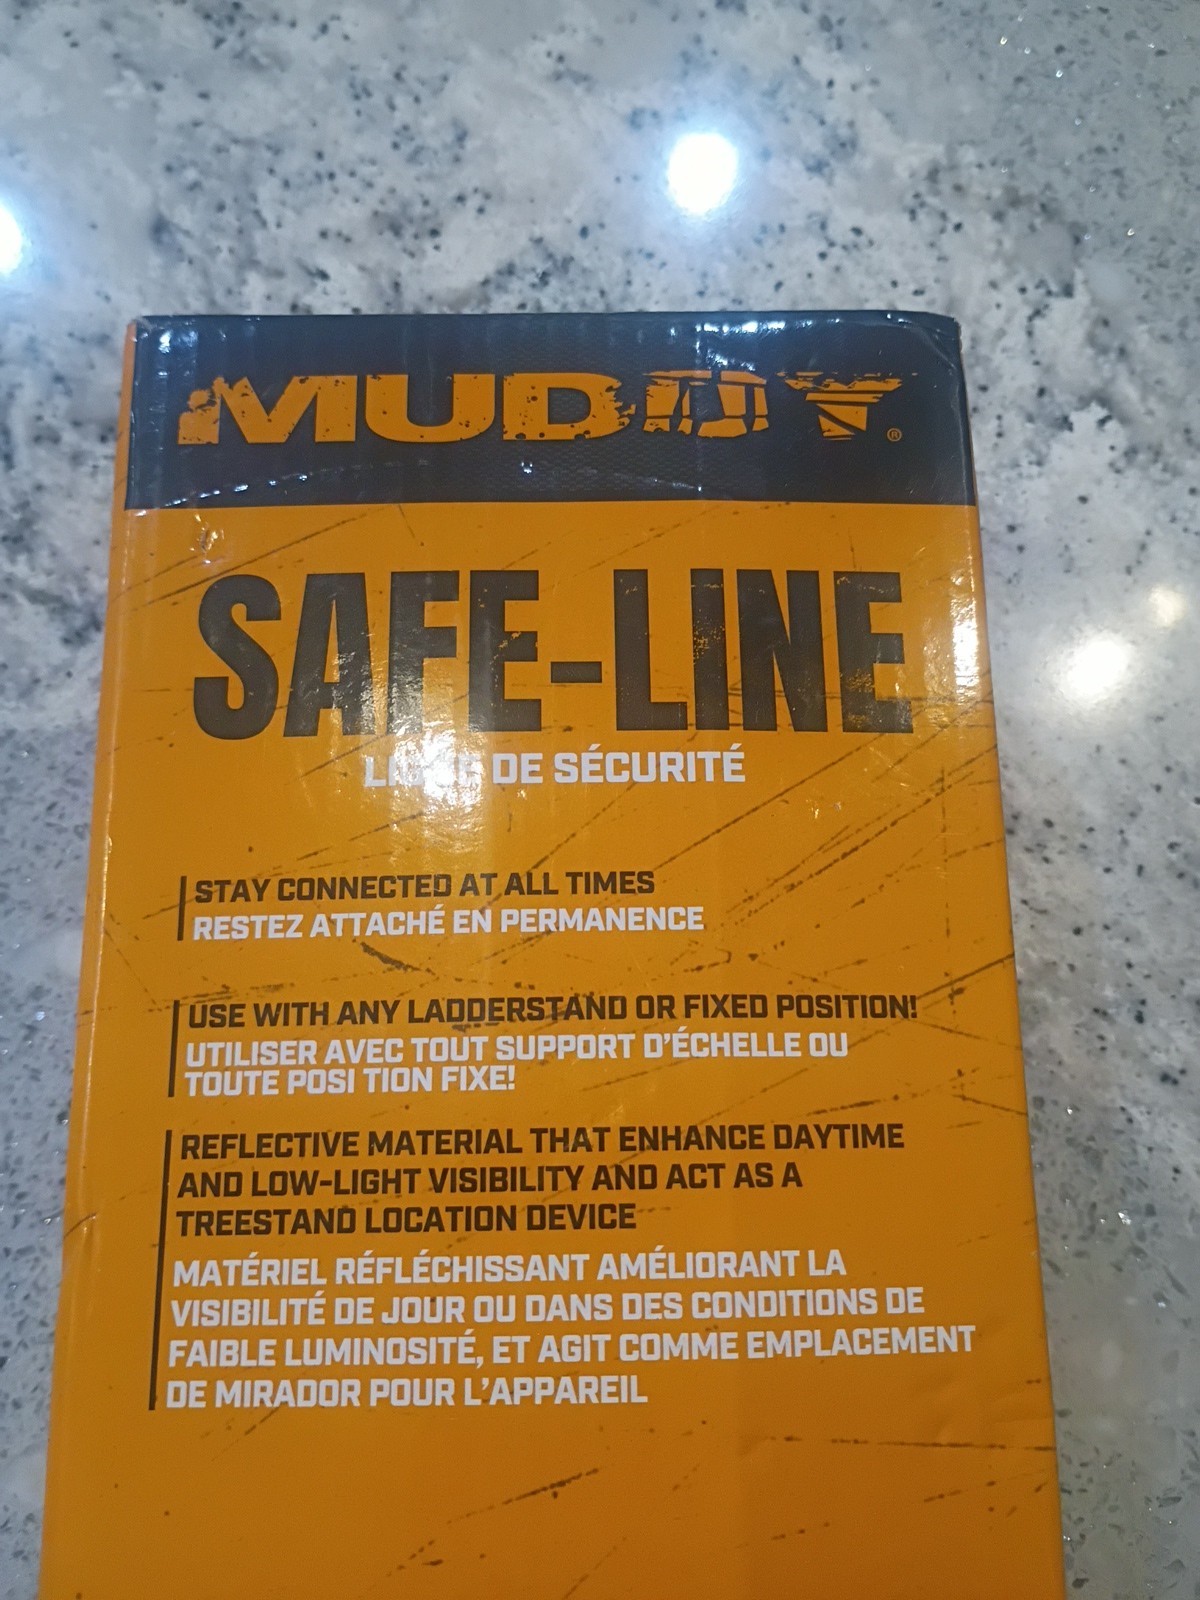 MUDDY®
SAFE-LINE
LIGNE DE SÉCURITÉ
STAY CONNECTED AT ALL TIMES
RESTEZ ATTACHÉ EN PERMANENCE
USE WITH ANY LADDERSTAND OR FIXED POSITION!
UTILISER AVEC TOUT SUPPORT D'ÉCHELLE OU
TOUTE POSI TION FIXE!
REFLECTIVE MATERIAL THAT ENHANCE DAYTIME
AND LOW-LIGHT VISIBILITY AND ACT AS A
TREESTAND LOCATION DEVICE
MATÉRIEL RÉFLÉCHISSANT AMÉLIORANT LA
VISIBILITÉ DE JOUR OU DANS DES CONDITIONS DE
FAIBLE LUMINOSITÉ, ET AGIT COMME EMPLACEMENT
DE MIRADOR POUR L'APPAREIL